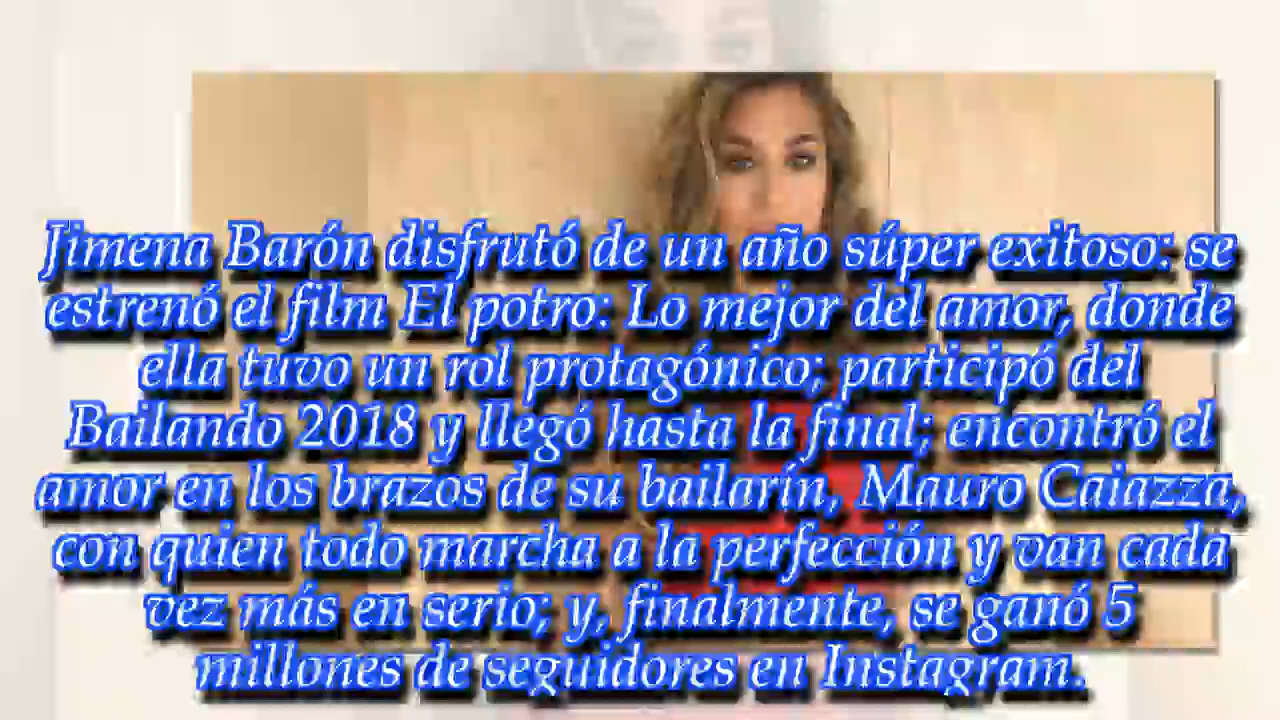 Jimena Barón disfrutó de un año súper exitoso: se
estrenó el film El potro: Lo mejor del amor, donde
ella tuvo un rol protagónico; participó del
Bailando 2018 y llegó hasta la final; encontró el
amor en los brazos de su bailarín, Mauro Caiazza,
con quien todo marcha a la perfección y van cada
vez más en serio; y, finalmente, se ganó 5
millones de seguidores en Instagram.